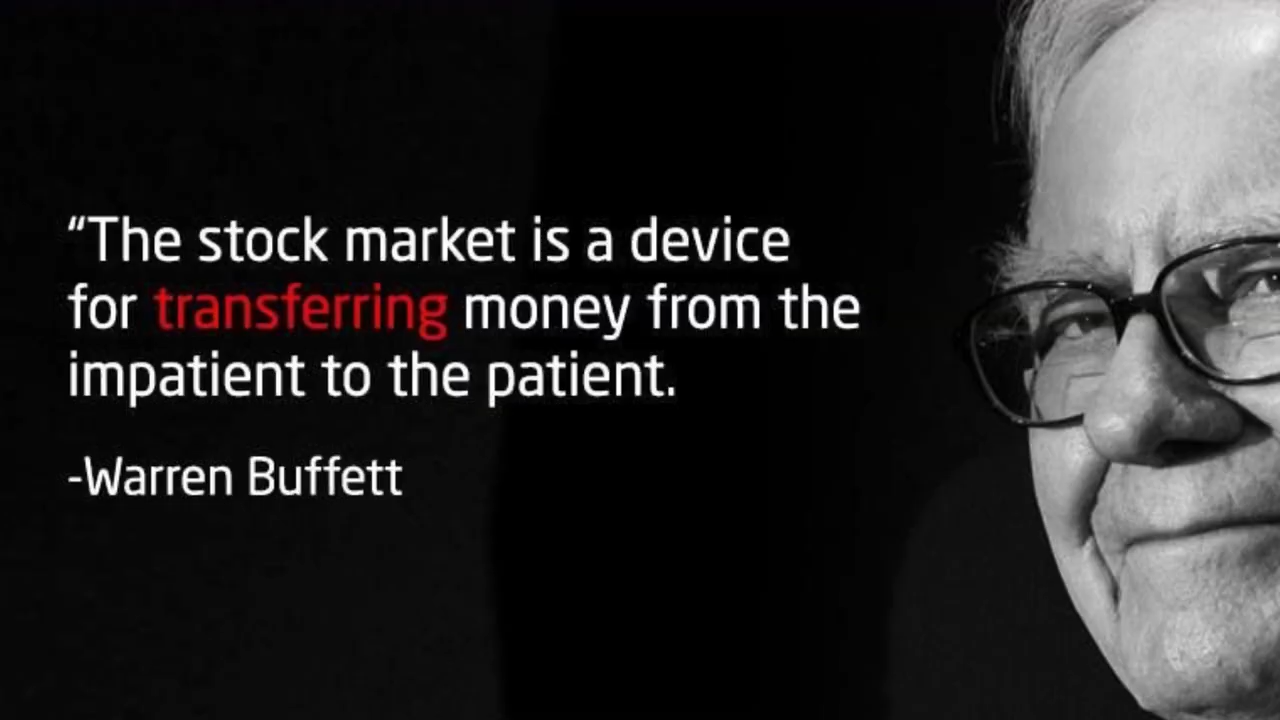 “The stock market is a device
for transferring money from the
impatient to the patient.
-Warren Buffett